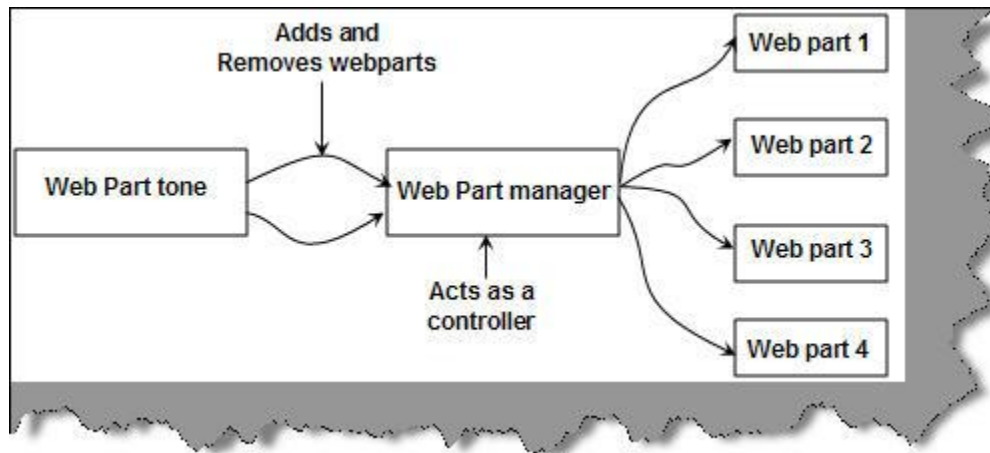 Adds and
Removes webparts
Web Part tone
Web Part manager
Acts as a
controller
Web part 1
Web part 2
Web part 3
Web part 4